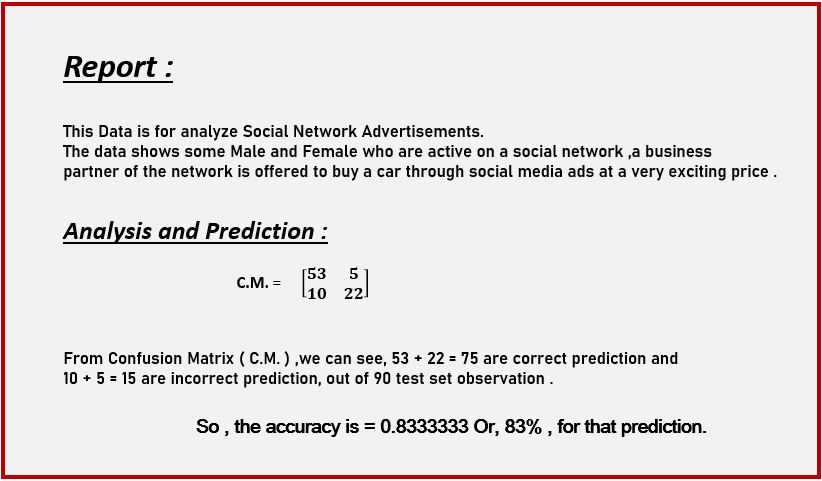 Report :
This Data is for analyze Social Network Advertisements.
The data shows some Male and Female who are active on a social network ,a business
partner of the network is offered to buy a car through social media ads at a very exciting price .
Analysis and Prediction :
C.M. = [53 5
10 22]
From Confusion Matrix ( C.M. ) ,we can see, 53 + 22 = 75 are correct prediction and
10 + 5 = 15 are incorrect prediction, out of 90 test set observation .
So , the accuracy is = 0.8333333 Or, 83% , for that prediction.